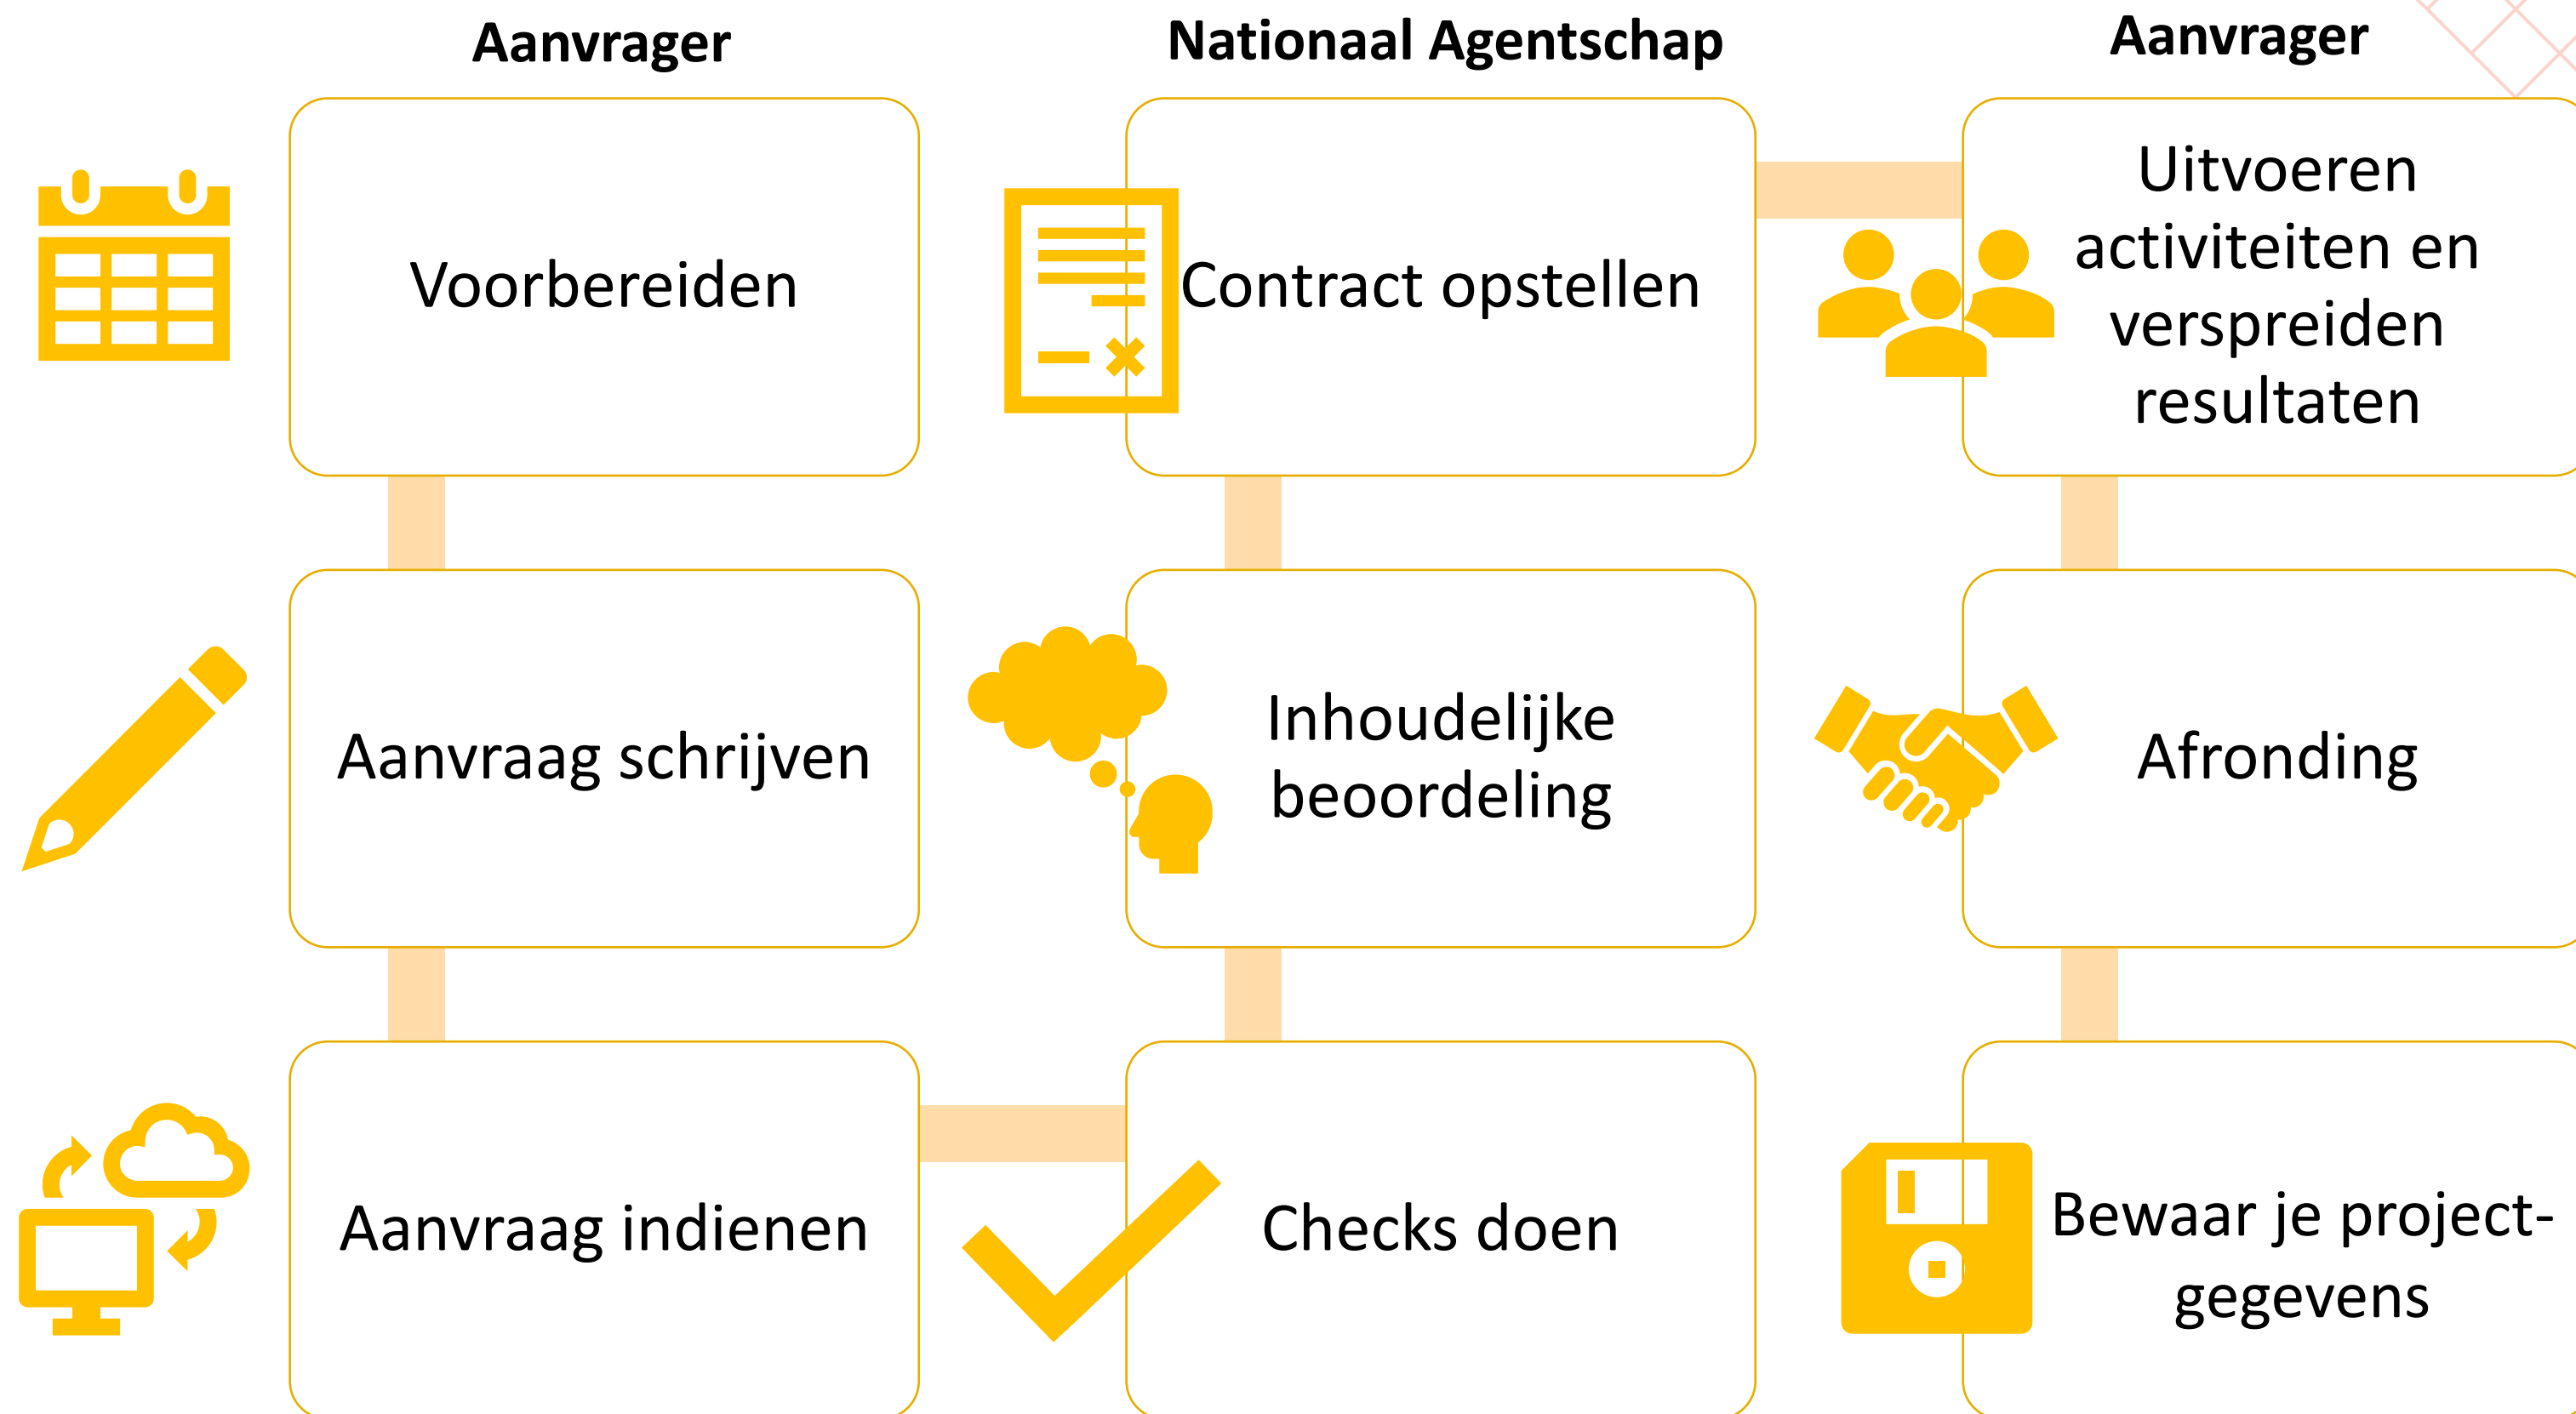 Aanvrager
Voorbereiden
Aanvraag schrijven
Aanvraag indienen
Nationaal Agentschap
Contract opstellen
Inhoudelijke
beoordeling
Checks doen
Aanvrager
Uitvoeren
activiteiten en
verspreiden
resultaten
Afronding
Bewaar je project-
gegevens